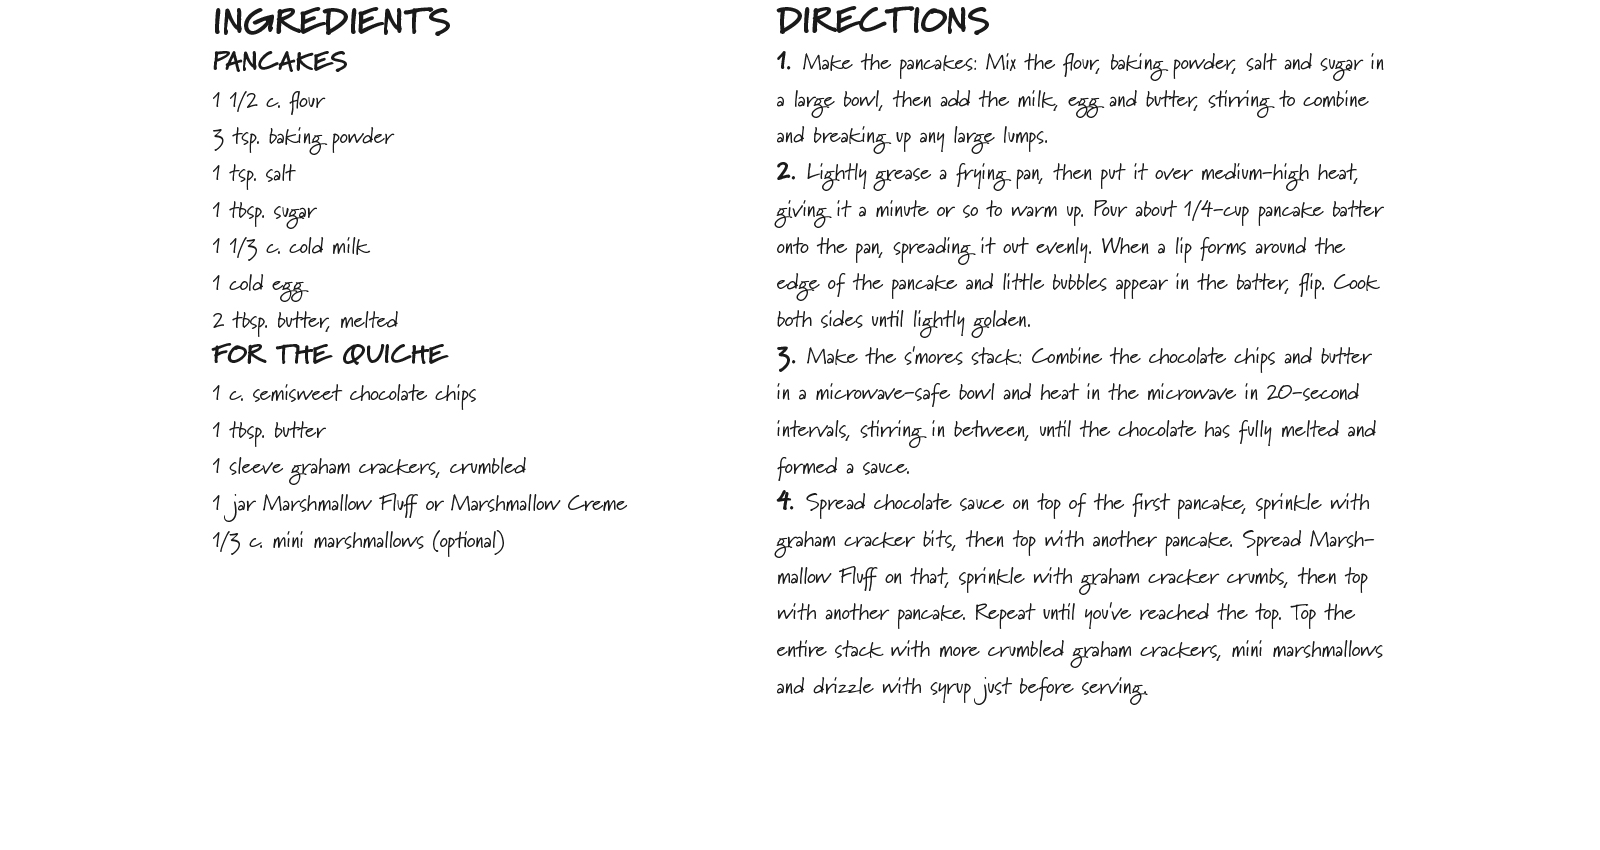 INGREDIENTS
PANCAKES
1 1/2 c. flour
3 tsp. baking powder
1 tsp. salt
1 tbsp. sugar
1 1/3 c. cold milk
1 cold egg
2 tbsp. butter, melted
FOR THE QUICHE
1 c. semisweet chocolate chips
1 tbsp. butter
1 sleeve graham crackers, crumbled
1 jar Marshmallow Fluff or Marshmallow Creme
1/3 c. mini marshmallows (optional)
DIRECTIONS
1. Make the pancakes: Mix the flour, baking powder, salt and sugar in
a large bowl, then add the milk, egg and butter, stirring to combine
and breaking up any large lumps.
2. Lightly grease a frying pan, then put it over medium-high heat,
giving it a minute or so to warm up. Pour about 1/4-cup pancake batter
onto the pan, spreading it out evenly. When a lip forms around the
edge of the pancake and little bubbles appear in the batter, flip. Cook
both sides until lightly golden.
3. Make the s'mores stack: Combine the chocolate chips and butter
in a microwave-safe bowl and heat in the microwave in 20-second
intervals, stirring in between, until the chocolate has fully melted and
formed a sauce.
4. Spread chocolate sauce on top of the first pancake, sprinkle with
graham cracker bits, then top with another pancake. Spread Marsh-
mallow Fluff on that, sprinkle with graham cracker crumbs, then top
with another pancake. Repeat until you've reached the top. Top the
entire stack with more crumbled graham crackers, mini marshmallows
and drizzle with syrup just before serving.